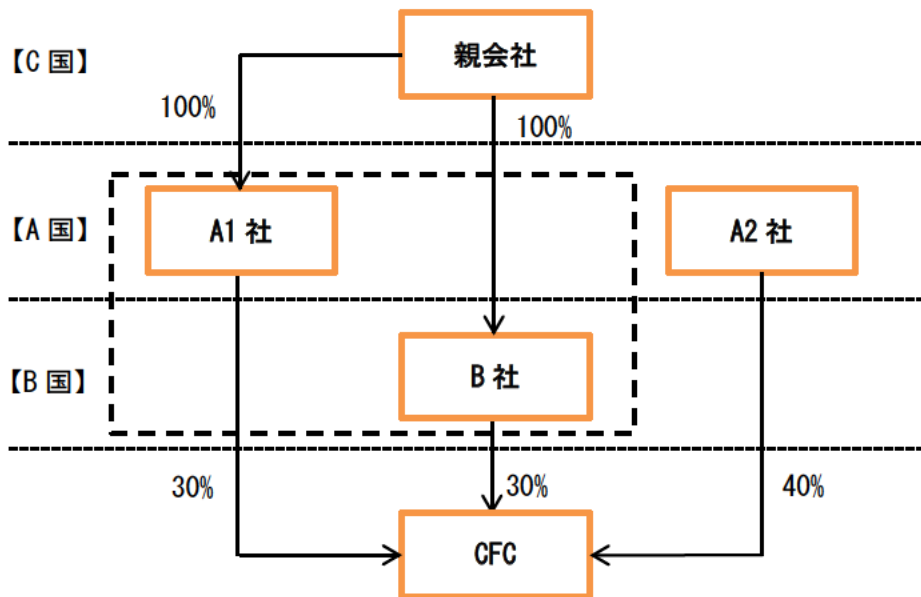 【C 国】
親会社
100%
100%
【A 国】
A1 社
A2 社
【B 国】
B 社
30%
30%
40%
CFC